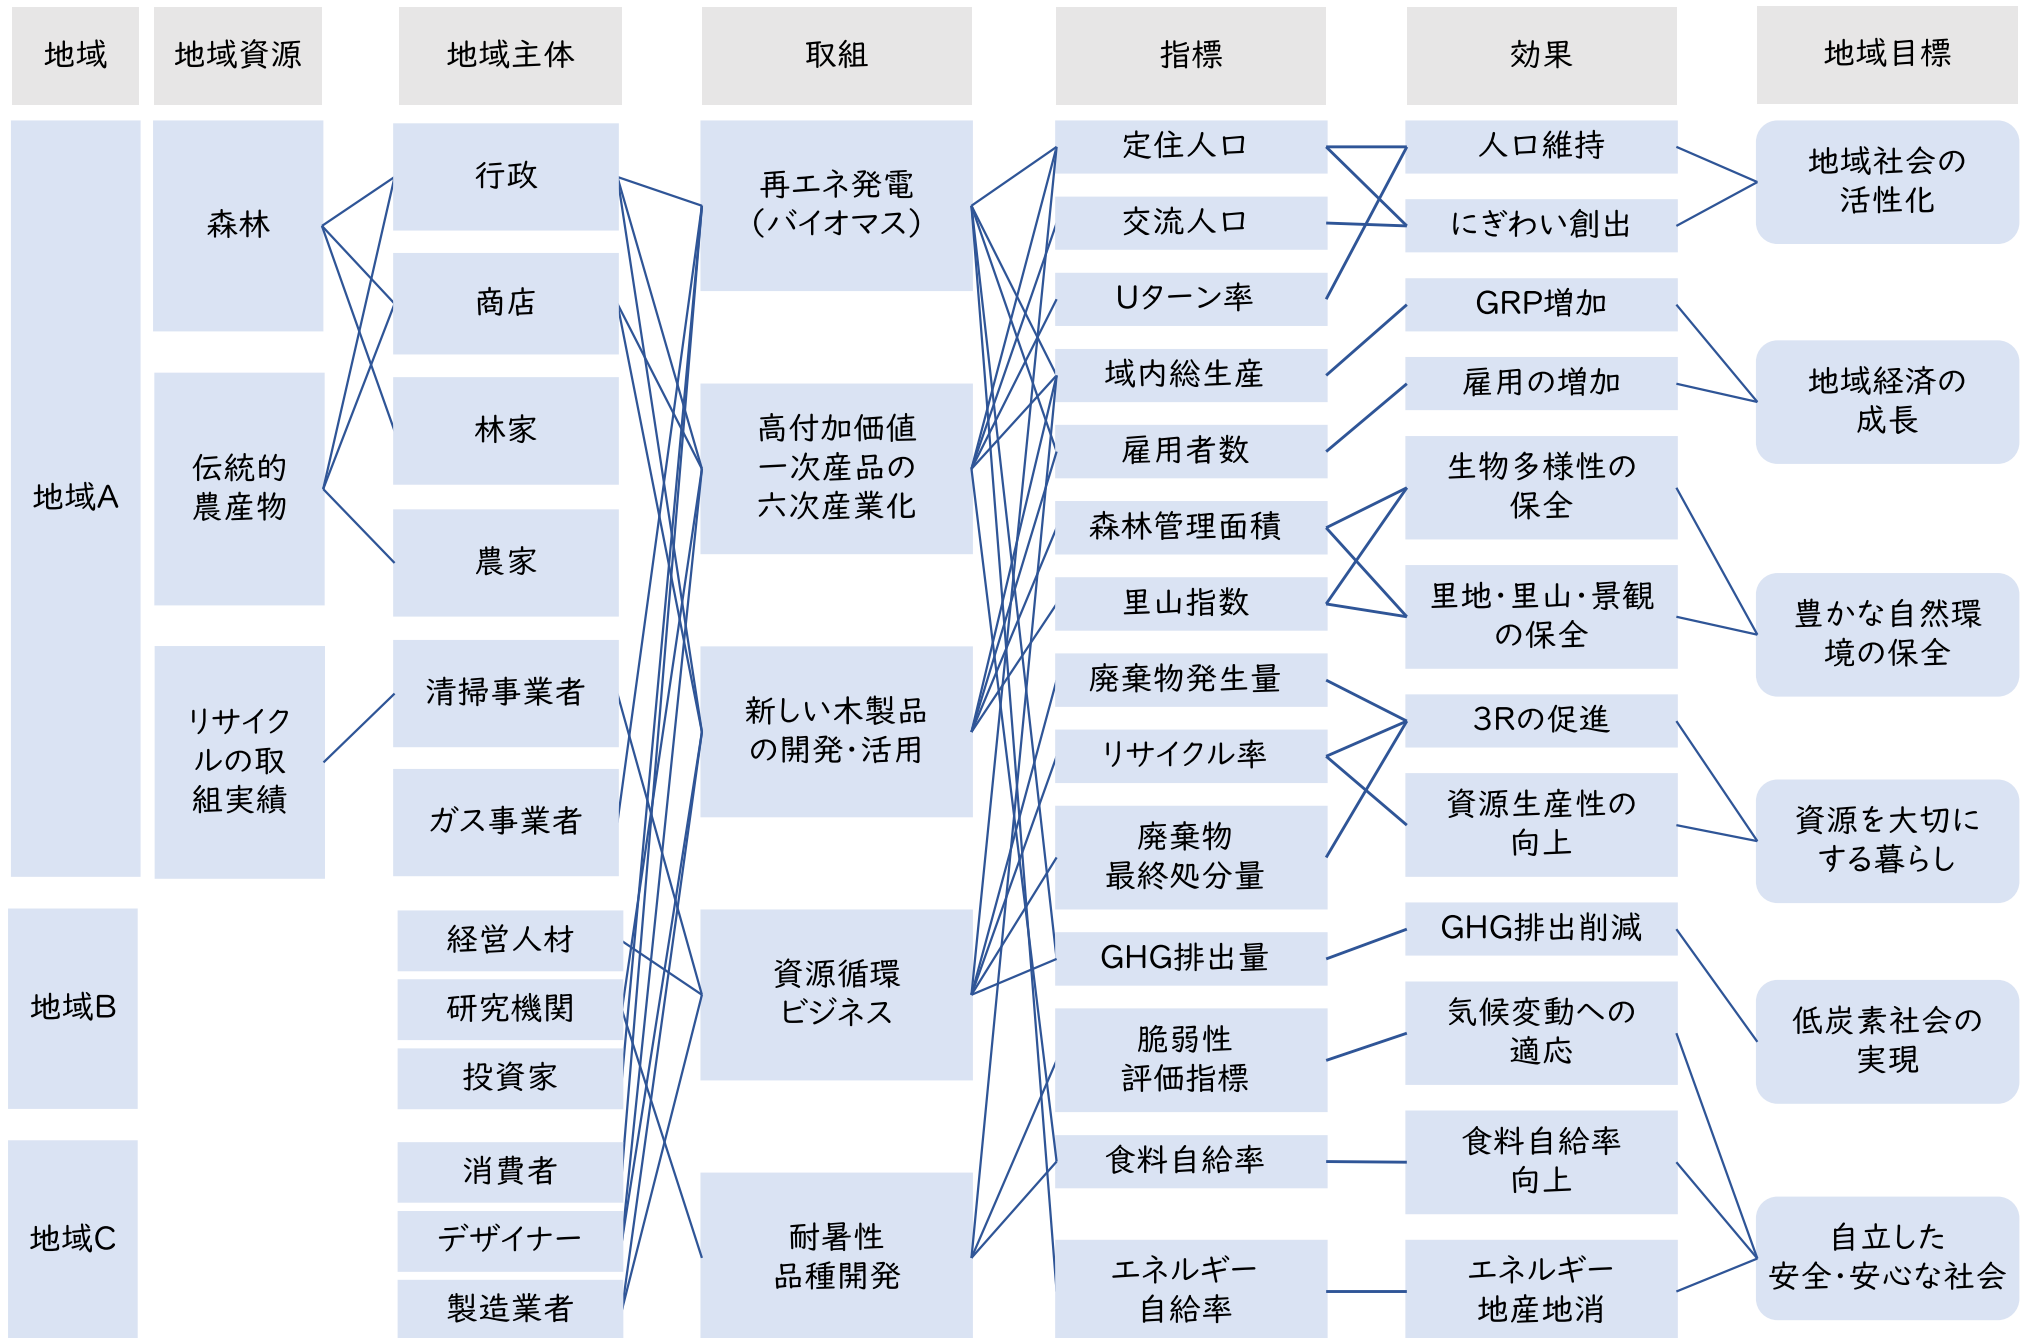 地域
地域資源
地域主体
取組
指標
効果
地域目標
地域A
地域B
地域C
森林
伝統的
農産物
リサイク
ルの取
組実績
行政
商店
林家
農家
清掃事業者
ガス事業者
経営人材
研究機関
投資家
消費者
デザイナー
製造業者
再エネ発電
（バイオマス）
高付加価値
一次産品の
六次産業化
新しい木製品
の開発・活用
資源循環
ビジネス
耐暑性
品種開発
定住人口
交流人口
Uターン率
域内総生産
雇用者数
森林管理面積
里山指数
廃棄物発生量
リサイクル率
廃棄物
最終処分量
GHG排出量
脆弱性
評価指標
食料自給率
エネルギー
自給率
人口維持
にぎわい創出
GRP増加
雇用の増加
生物多様性の
保全
里地・里山・景観
の保全
3Rの促進
資源生産性の
向上
GHG排出削減
気候変動への
適応
食料自給率
向上
エネルギー
地産地消
地域社会の
活性化
地域経済の
成長
豊かな自然環
境の保全
資源を大切に
する暮らし
低炭素社会の
実現
自立した
安全・安心な社会